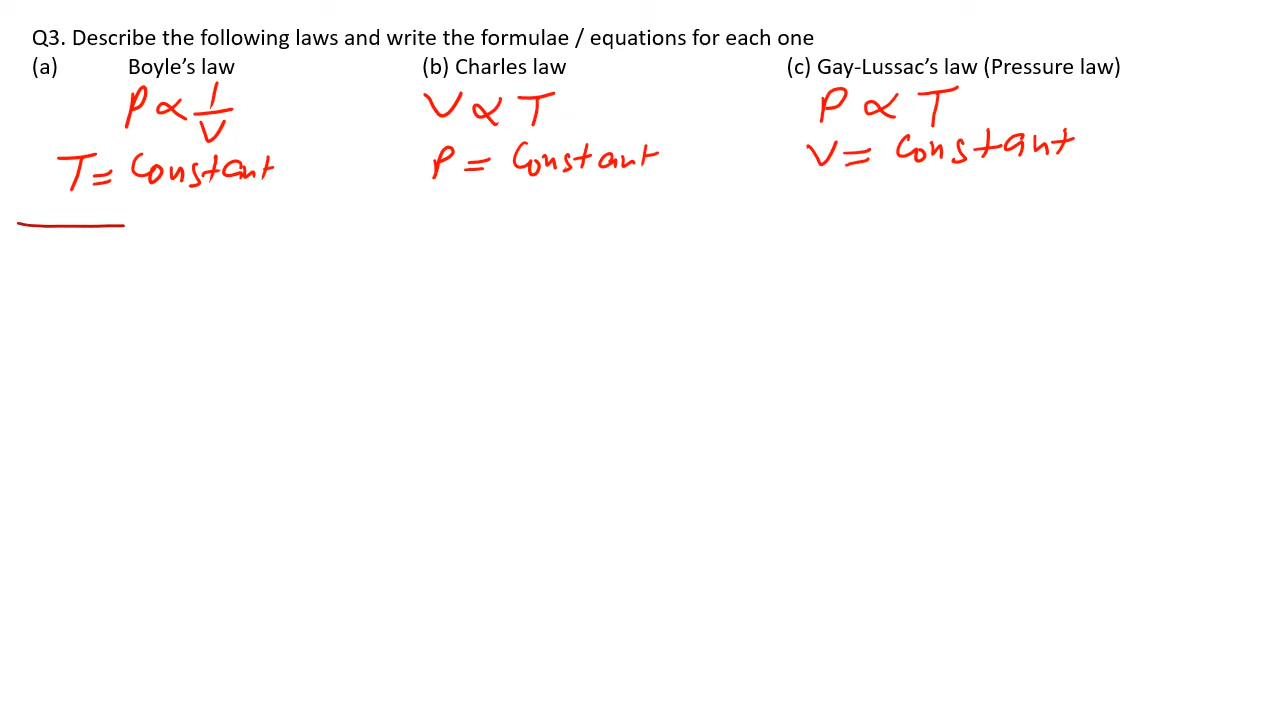 Q3. Describe the following laws and write the formulae / equations for each one
(a) Boyle’s law (b) Charles law (c) Gay-Lussac’s law (Pressure law)
P ∝ 1/V V ∝ T P ∝ T
T = Constant P = Constant V = Constant